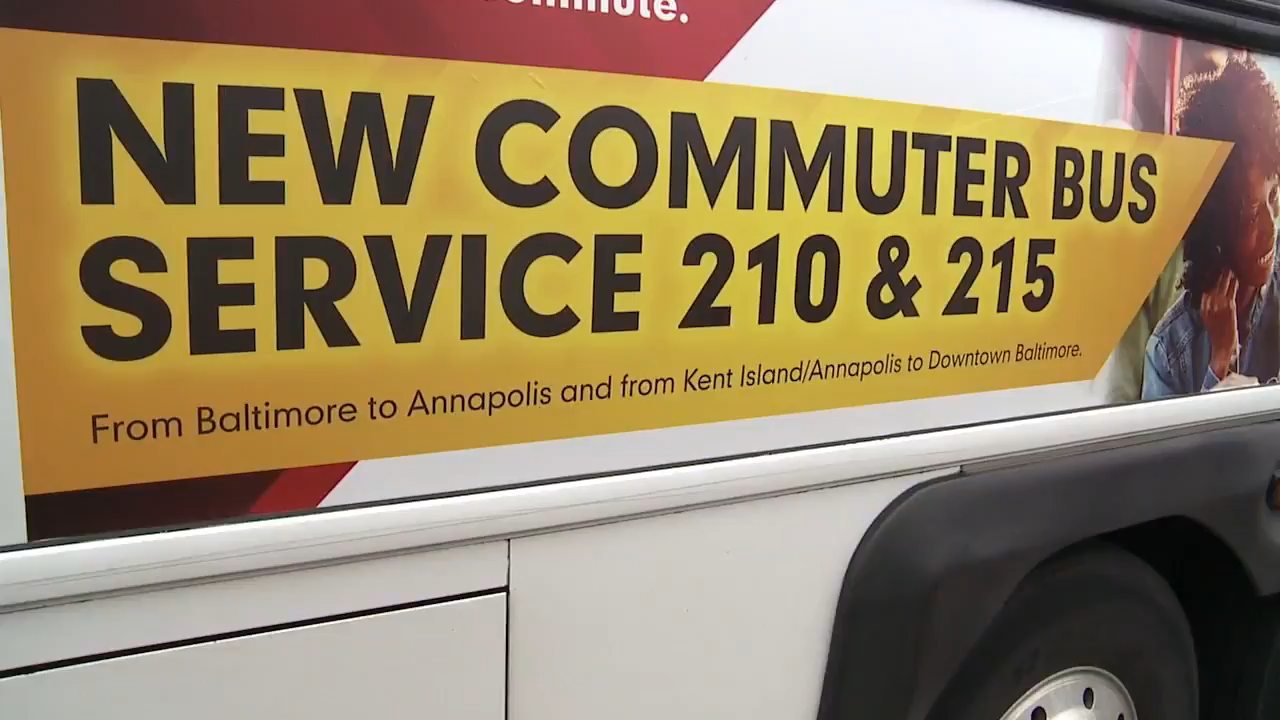 NEW COMMUTER BUS
SERVICE 210 & 215
From Baltimore to Annapolis and from Kent Island/Annapolis to Downtown Baltimore.